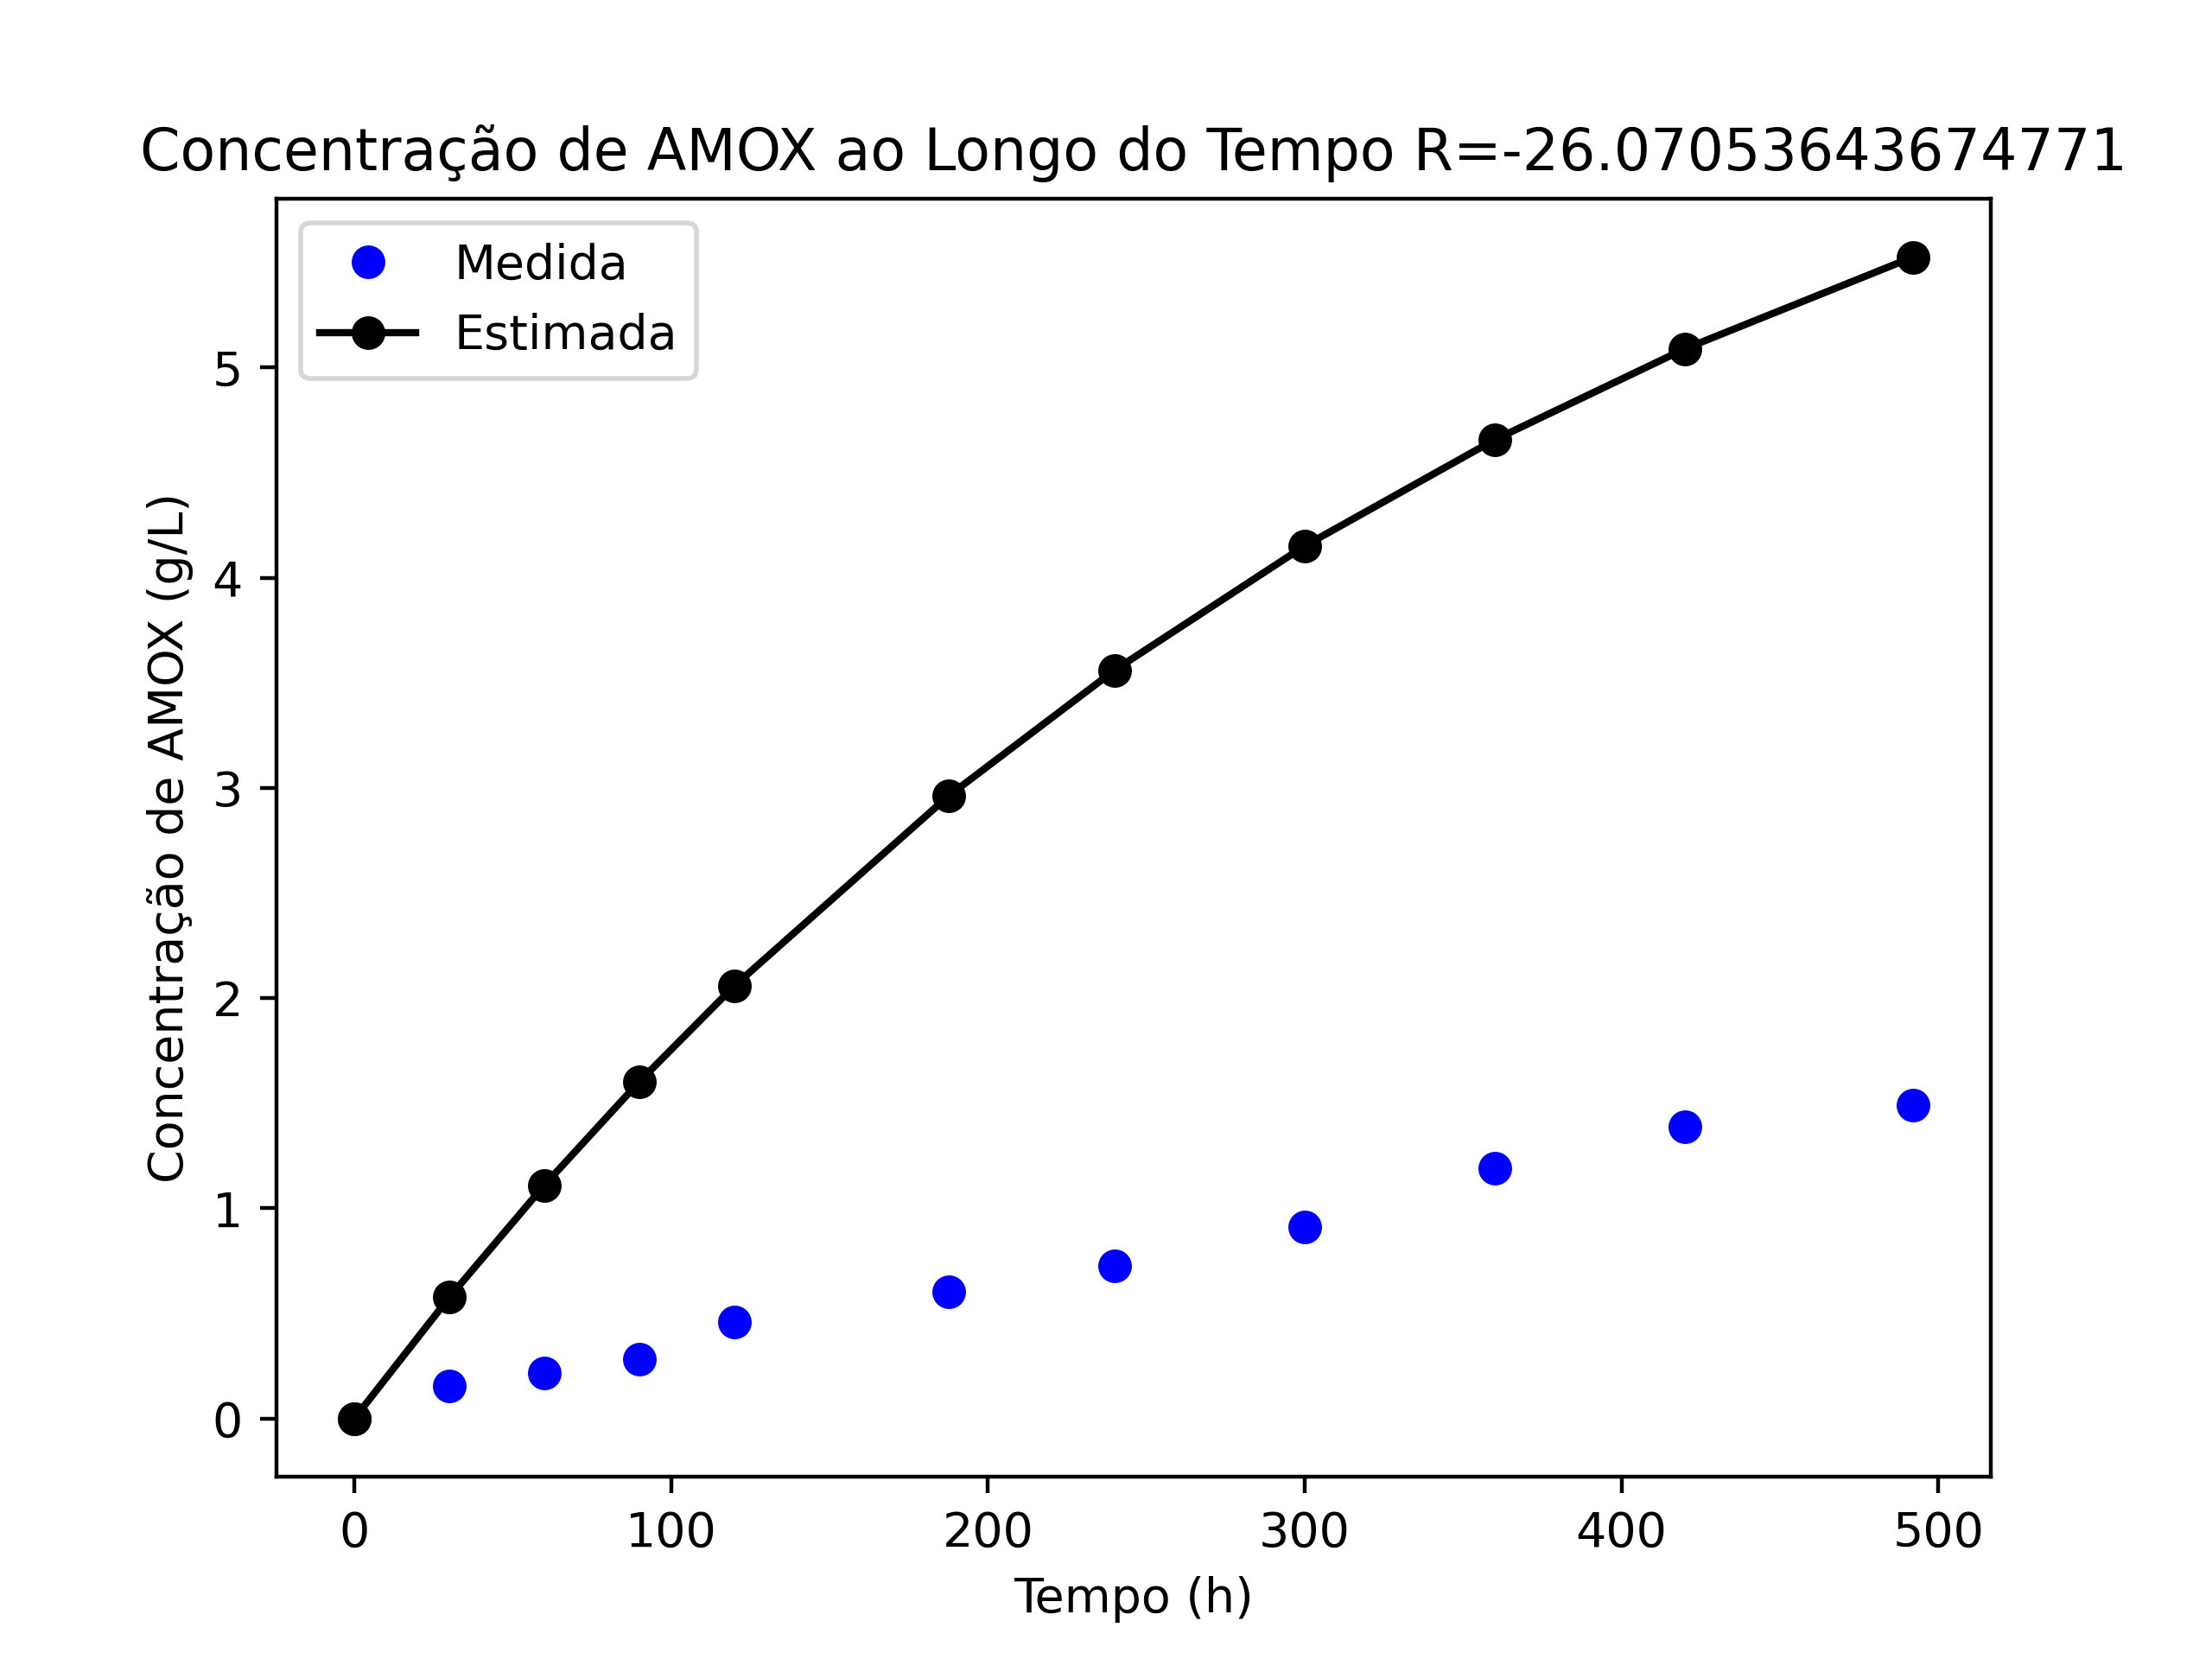 Concentração de AMOX ao Longo do Tempo R=-26.07053643674771
Medida
Estimada
Concentração de AMOX (g/L)
5
4
3
2
1
0
0 100 200 300 400 500
Tempo (h)